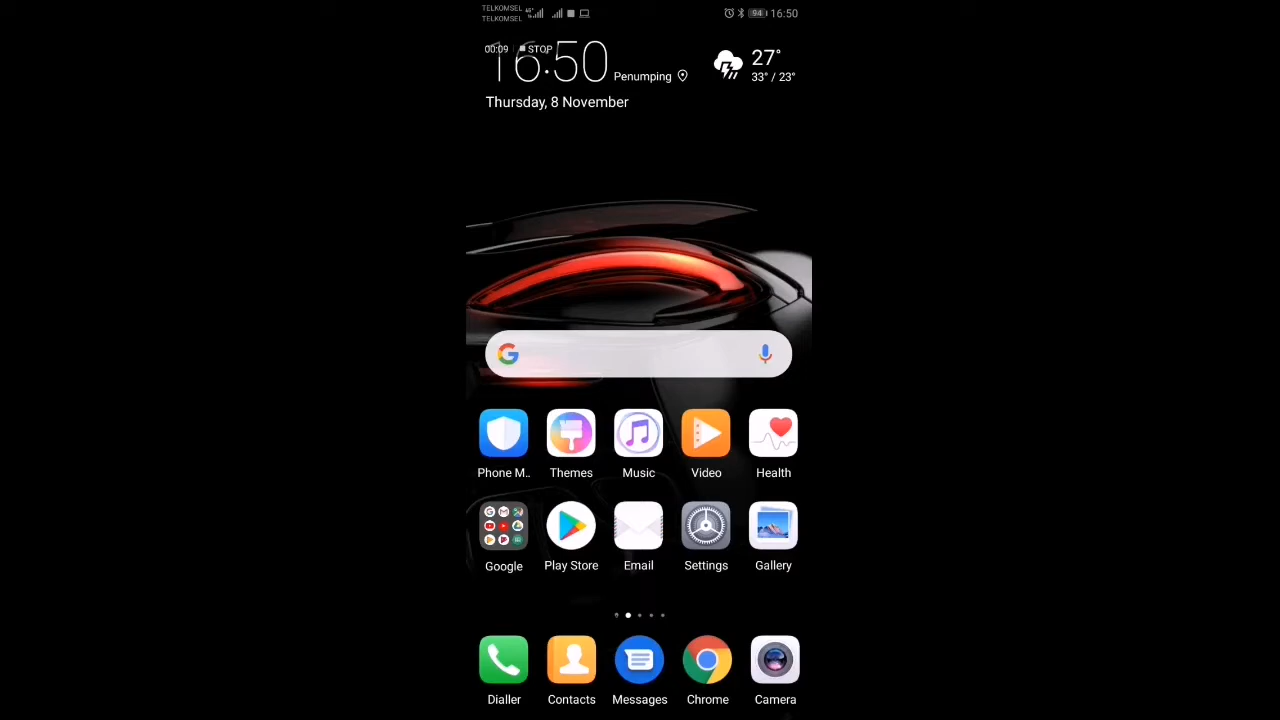 TELKOMSEL
TELKOMSEL
94 16:50
00:09 STOP
16:50
Penumping
27°
33° / 23°
Thursday, 8 November
Phone M.. Themes Music Video Health
Google Play Store Email Settings Gallery
Dialler Contacts Messages Chrome Camera